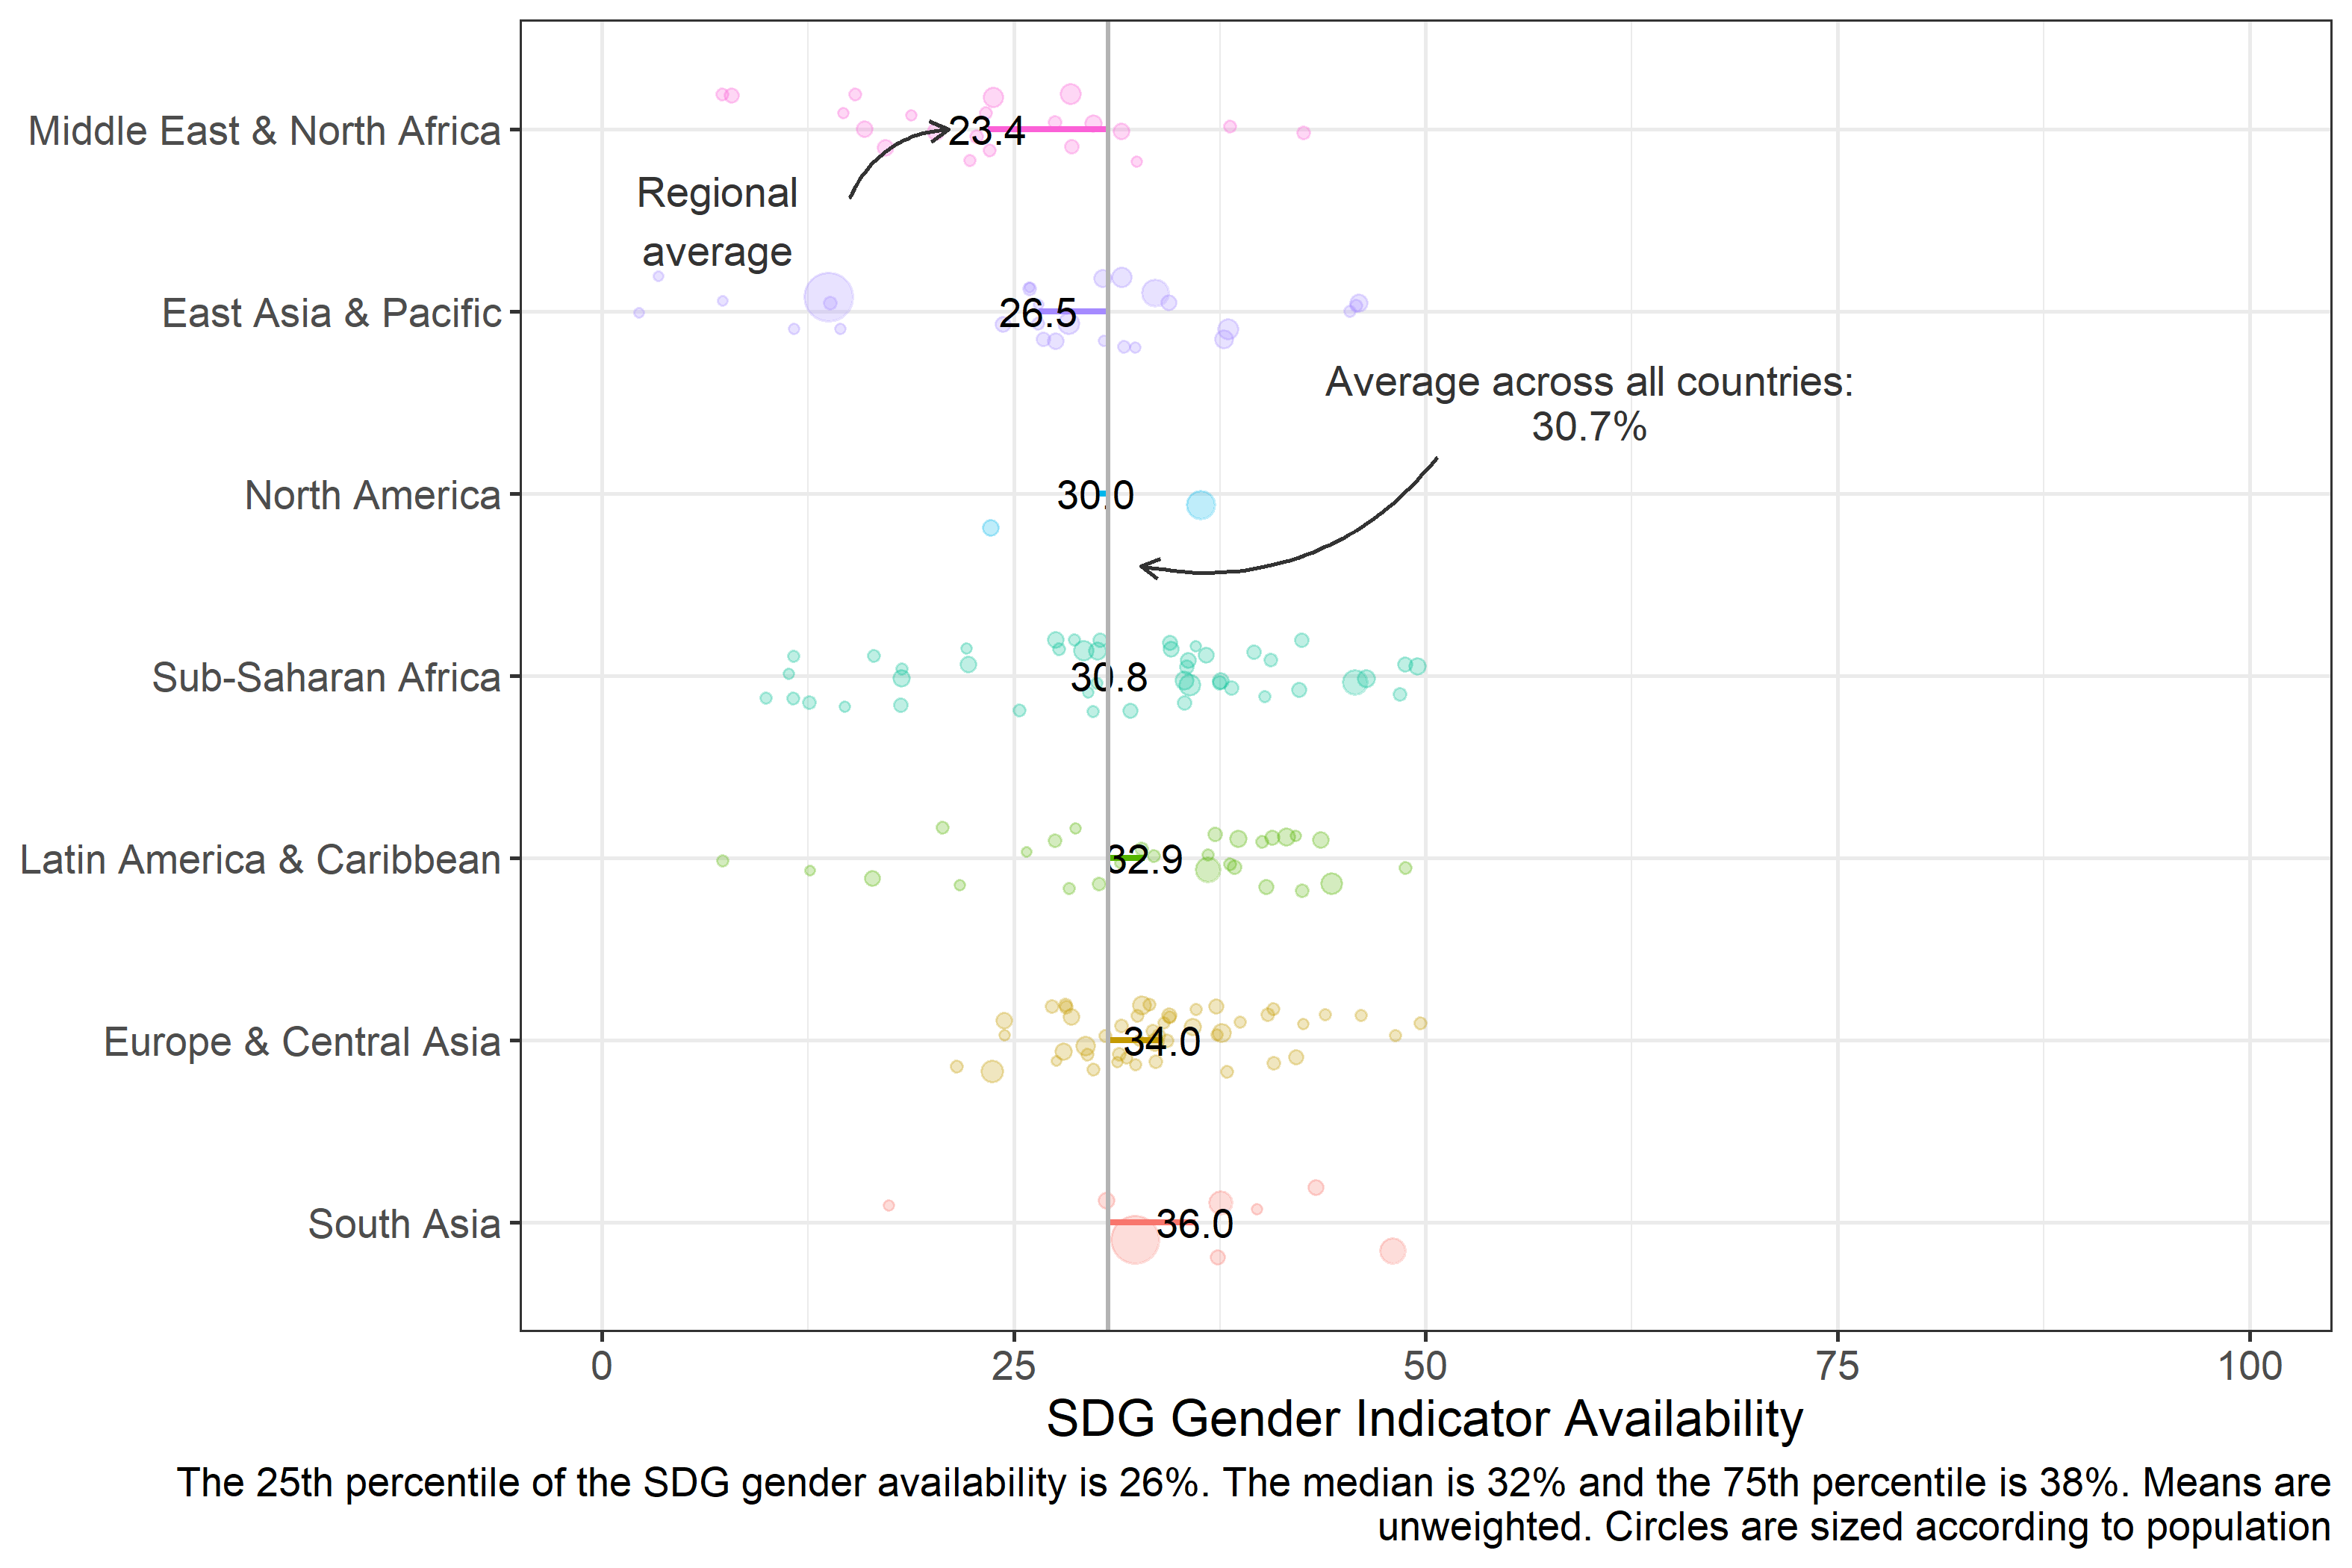 Middle East & North Africa
23.4
Regional
average
East Asia & Pacific
26.5
Average across all countries:
30.7%
North America
30.0
Sub-Saharan Africa
30.8
Latin America & Caribbean
32.9
Europe & Central Asia
34.0
South Asia
36.0
0 25 50 75 100
SDG Gender Indicator Availability
The 25th percentile of the SDG gender availability is 26%. The median is 32% and the 75th percentile is 38%. Means are
unweighted. Circles are sized according to population